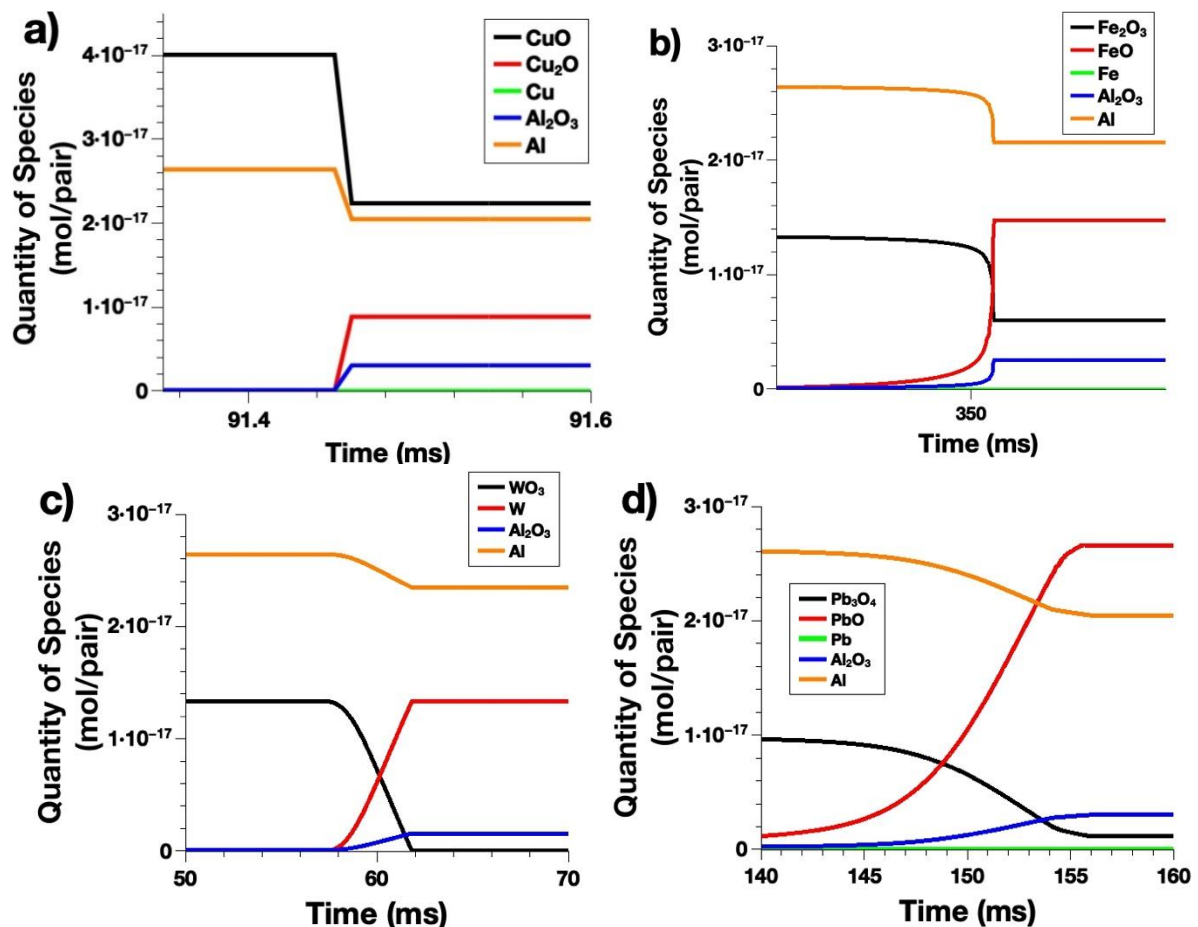 a)
CuO
Cu₂O
Cu
Al₂O₃
Al
Quantity of Species
(mol/pair)
4·10⁻¹⁷
3·10⁻¹⁷
2·10⁻¹⁷
1·10⁻¹⁷
0
91.4
91.6
Time (ms)
b)
Fe₂O₃
FeO
Fe
Al₂O₃
Al
Quantity of Species
(mol/pair)
3·10⁻¹⁷
2·10⁻¹⁷
1·10⁻¹⁷
0
350
Time (ms)
c)
WO₃
W
Al₂O₃
Al
Quantity of Species
(mol/pair)
3·10⁻¹⁷
2·10⁻¹⁷
1·10⁻¹⁷
0
50
60
70
Time (ms)
d)
Pb₃O₄
PbO
Pb
Al₂O₃
Al
Quantity of Species
(mol/pair)
3·10⁻¹⁷
2·10⁻¹⁷
1·10⁻¹⁷
0
140
145
150
155
160
Time (ms)